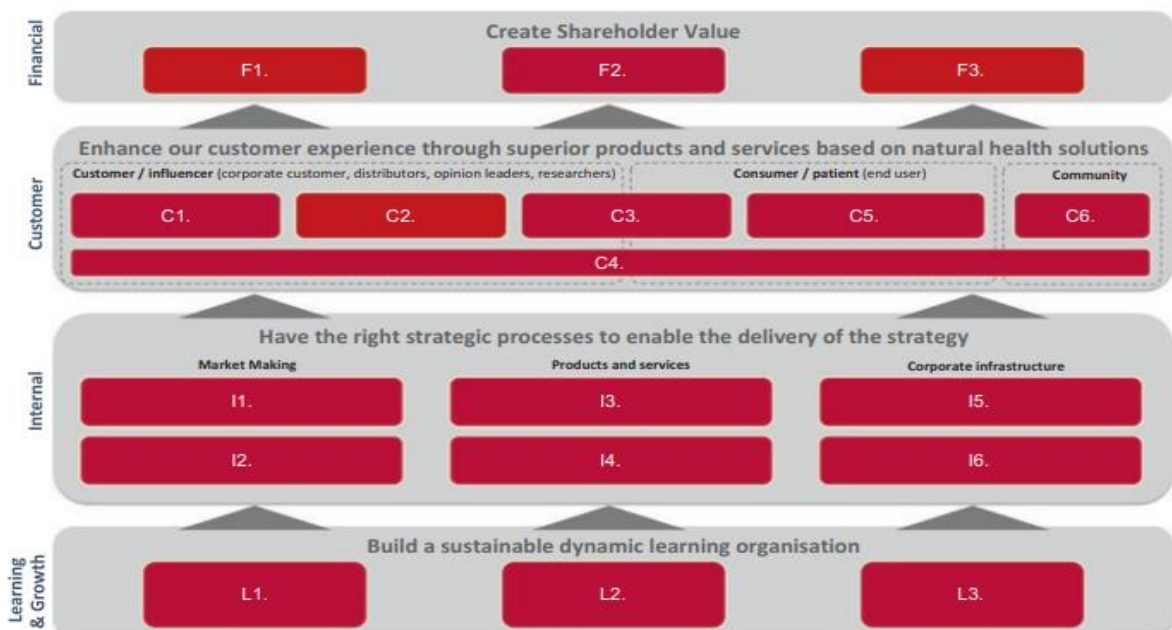 Financial
Create Shareholder Value
F1.
F2.
F3.
Customer
Enhance our customer experience through superior products and services based on natural health solutions
Customer / influencer (corporate customer, distributors, opinion leaders, researchers)
Consumer / patient (end user)
Community
C1.
C2.
C3.
C5.
C6.
C4.
Internal
Have the right strategic processes to enable the delivery of the strategy
Market Making
Products and services
Corporate infrastructure
I1.
I3.
I5.
I2.
I4.
I6.
Learning
& Growth
Build a sustainable dynamic learning organisation
L1.
L2.
L3.